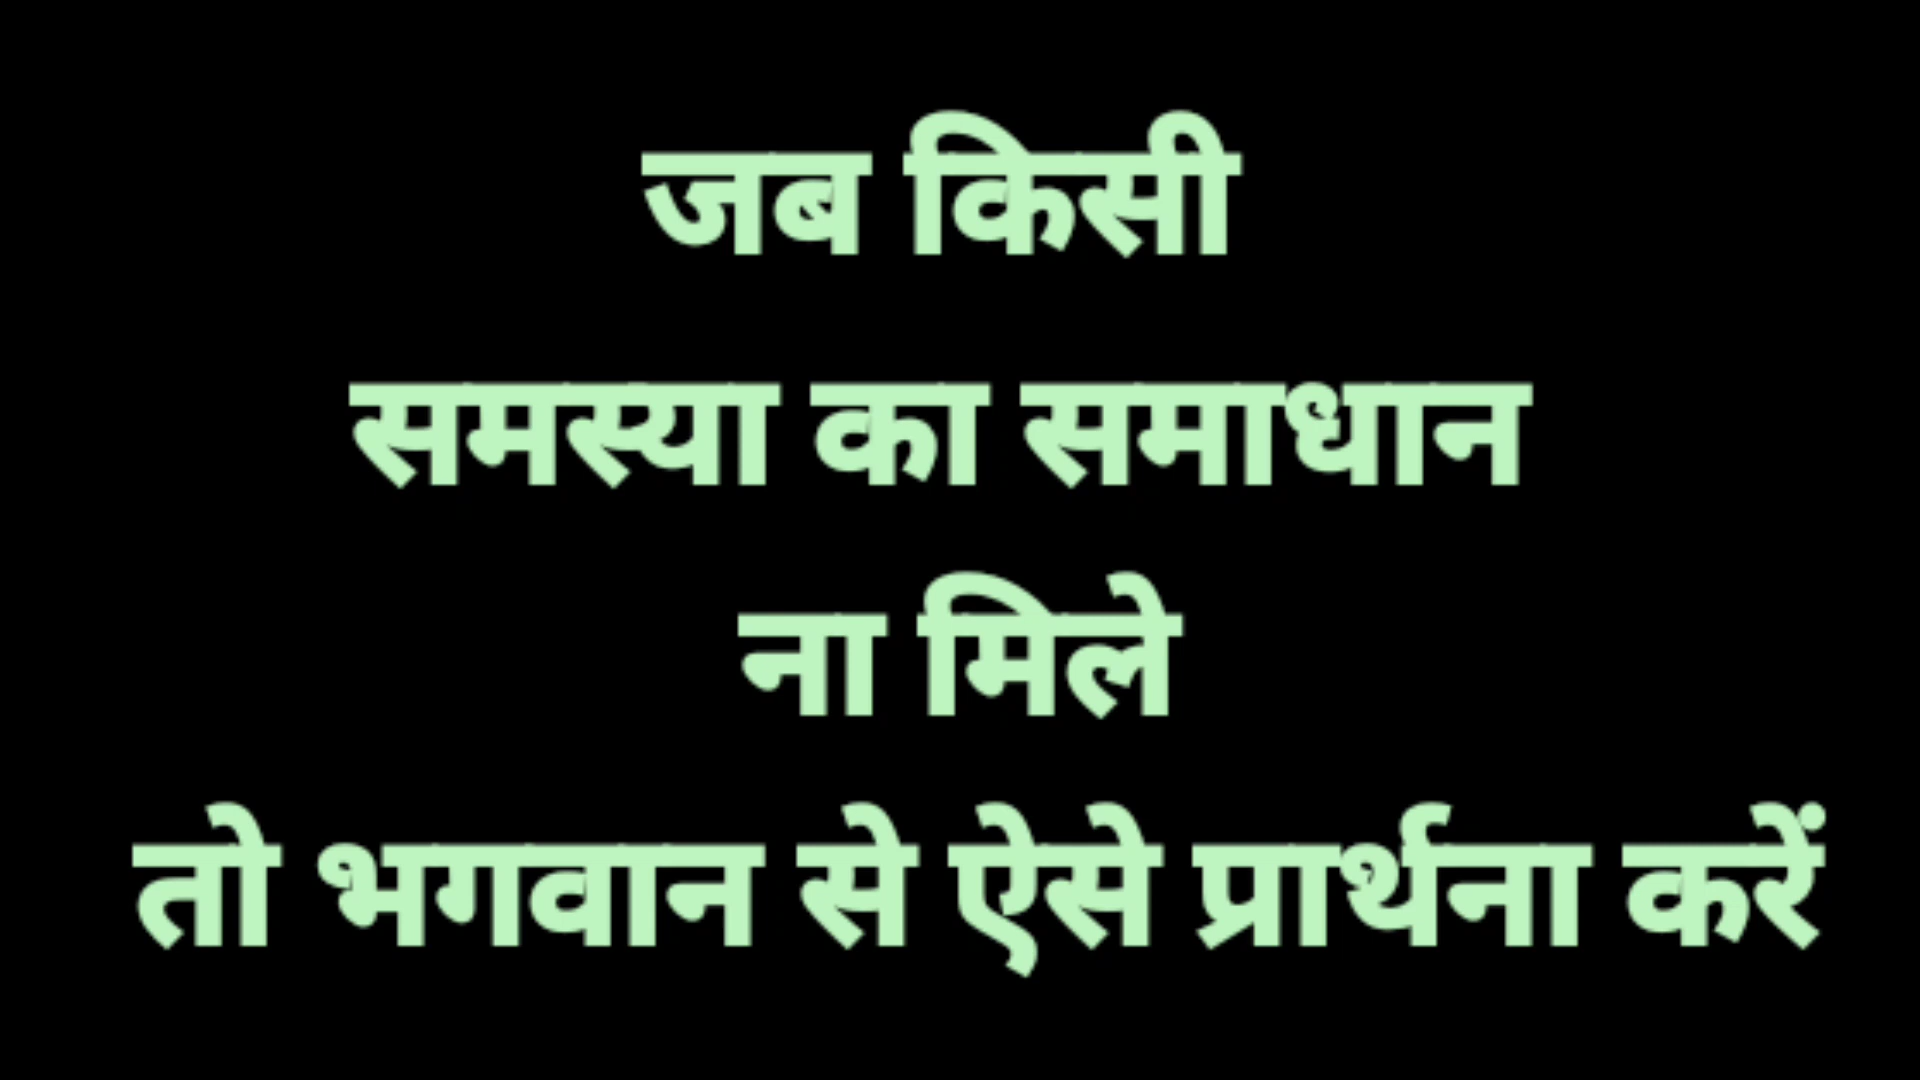 जब किसी
समस्या का समाधान
ना मिले
तो भगवान से ऐसे प्रार्थना करें